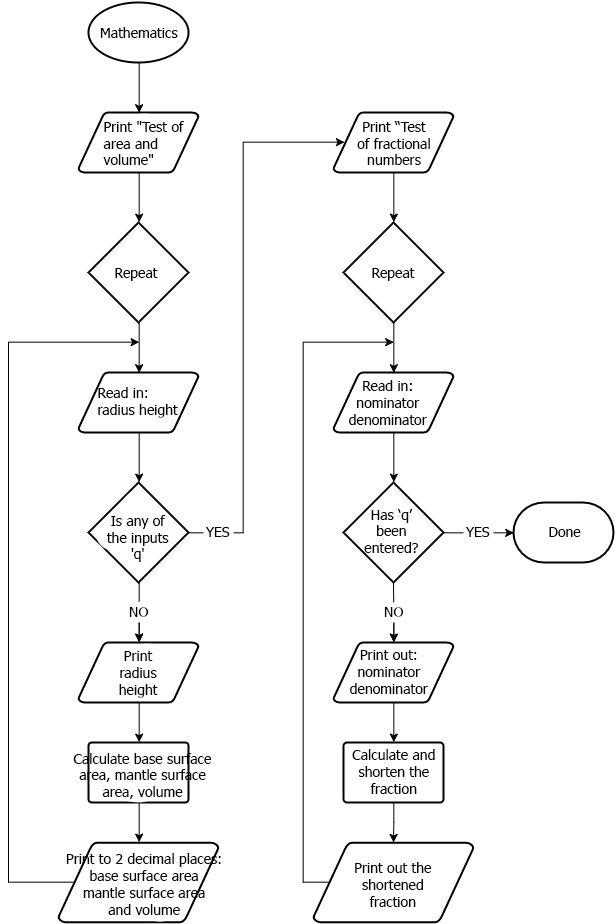 Mathematics
Print "Test of
area and
volume"
Repeat
Read in:
radius height
Is any of
the inputs
'q'
YES
NO
Print
radius
height
Calculate base surface
area, mantle surface
area, volume
Print to 2 decimal places:
base surface area
mantle surface area
and volume
Print “Test
of fractional
numbers
Repeat
Read in:
nominator
denominator
Has ‘q’
been
entered?
YES
Done
NO
Print out:
nominator
denominator
Calculate and
shorten the
fraction
Print out the
shortened
fraction